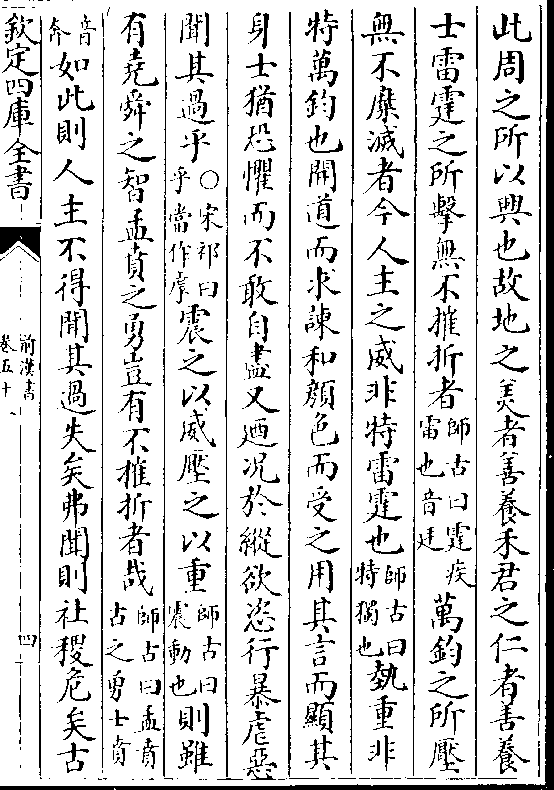 此周之所以興也故地之羙者善養禾君之仁者善養
士雷霆之所擊無不摧折者師古曰霆疾雷也音廷萬鈞之所壓
無不糜滅者今人主之威非特雷霆也師古曰特獨也埶重非
特萬鈞也開道而求諫和顏色而受之用其言而顯其
身士猶恐懼而不敢自盡又迺况於縱欲恣行暴虐惡
聞其過乎○宋祁曰乎當作虖震之以威壓之以重師古曰震動也則雖
有堯舜之智孟賁之勇豈有不摧折者哉師古曰孟賁古之勇士賁
音奔如此則人主不得聞其過失矣弗聞則社稷危矣古
欽定四庫全書
前漢書
卷五十
四